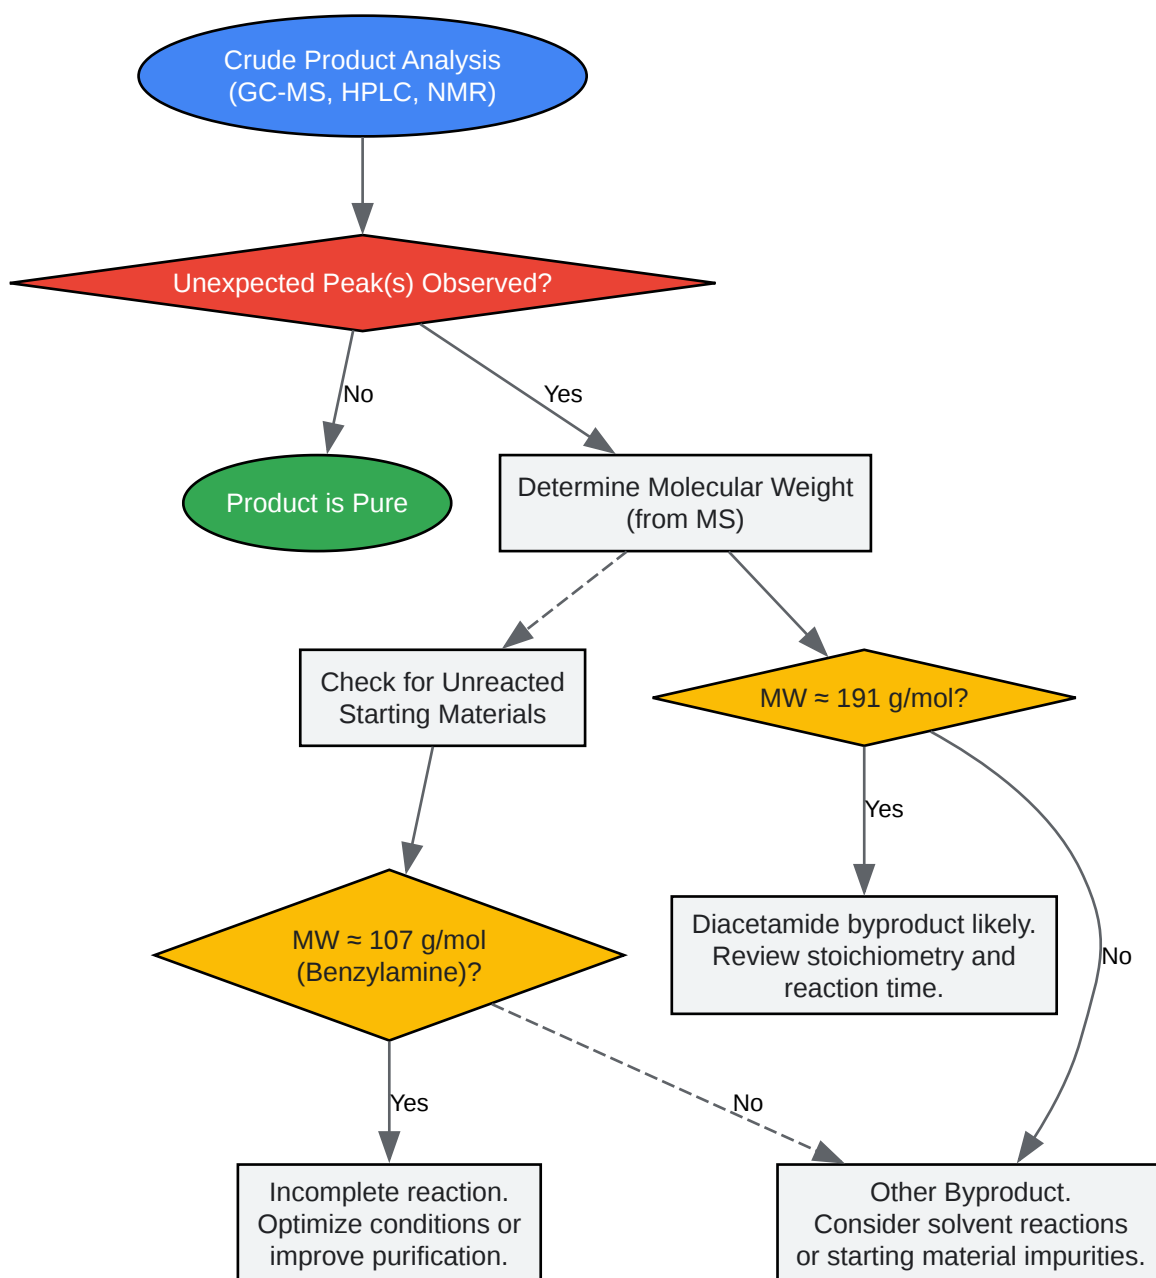 Crude Product Analysis
(GC-MS, HPLC, NMR)
Unexpected Peak(s) Observed?
No
Yes
Product is Pure
Determine Molecular Weight
(from MS)
Check for Unreacted
Starting Materials
MW ≈ 191 g/mol?
Yes
No
MW ≈ 107 g/mol
(Benzylamine)?
Diacetamide byproduct likely.
Review stoichiometry and
reaction time.
Yes
No
Incomplete reaction.
Optimize conditions or
improve purification.
Other Byproduct.
Consider solvent reactions
or starting material impurities.